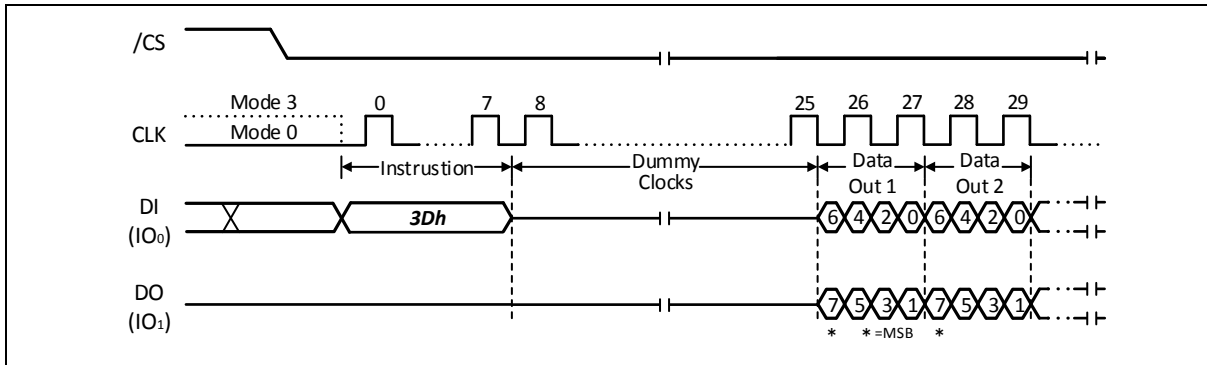 /CS
Mode 3
Mode 0
CLK
0 7 8 25 26 27 28 29
Instrustion
Dummy
Clocks
Data
Out 1
Data
Out 2
DI
(IO₀)
3Dh
6 4 2 0 6 4 2 0
DO
(IO₁)
7 5 3 1 7 5 3 1
* * =MSB *